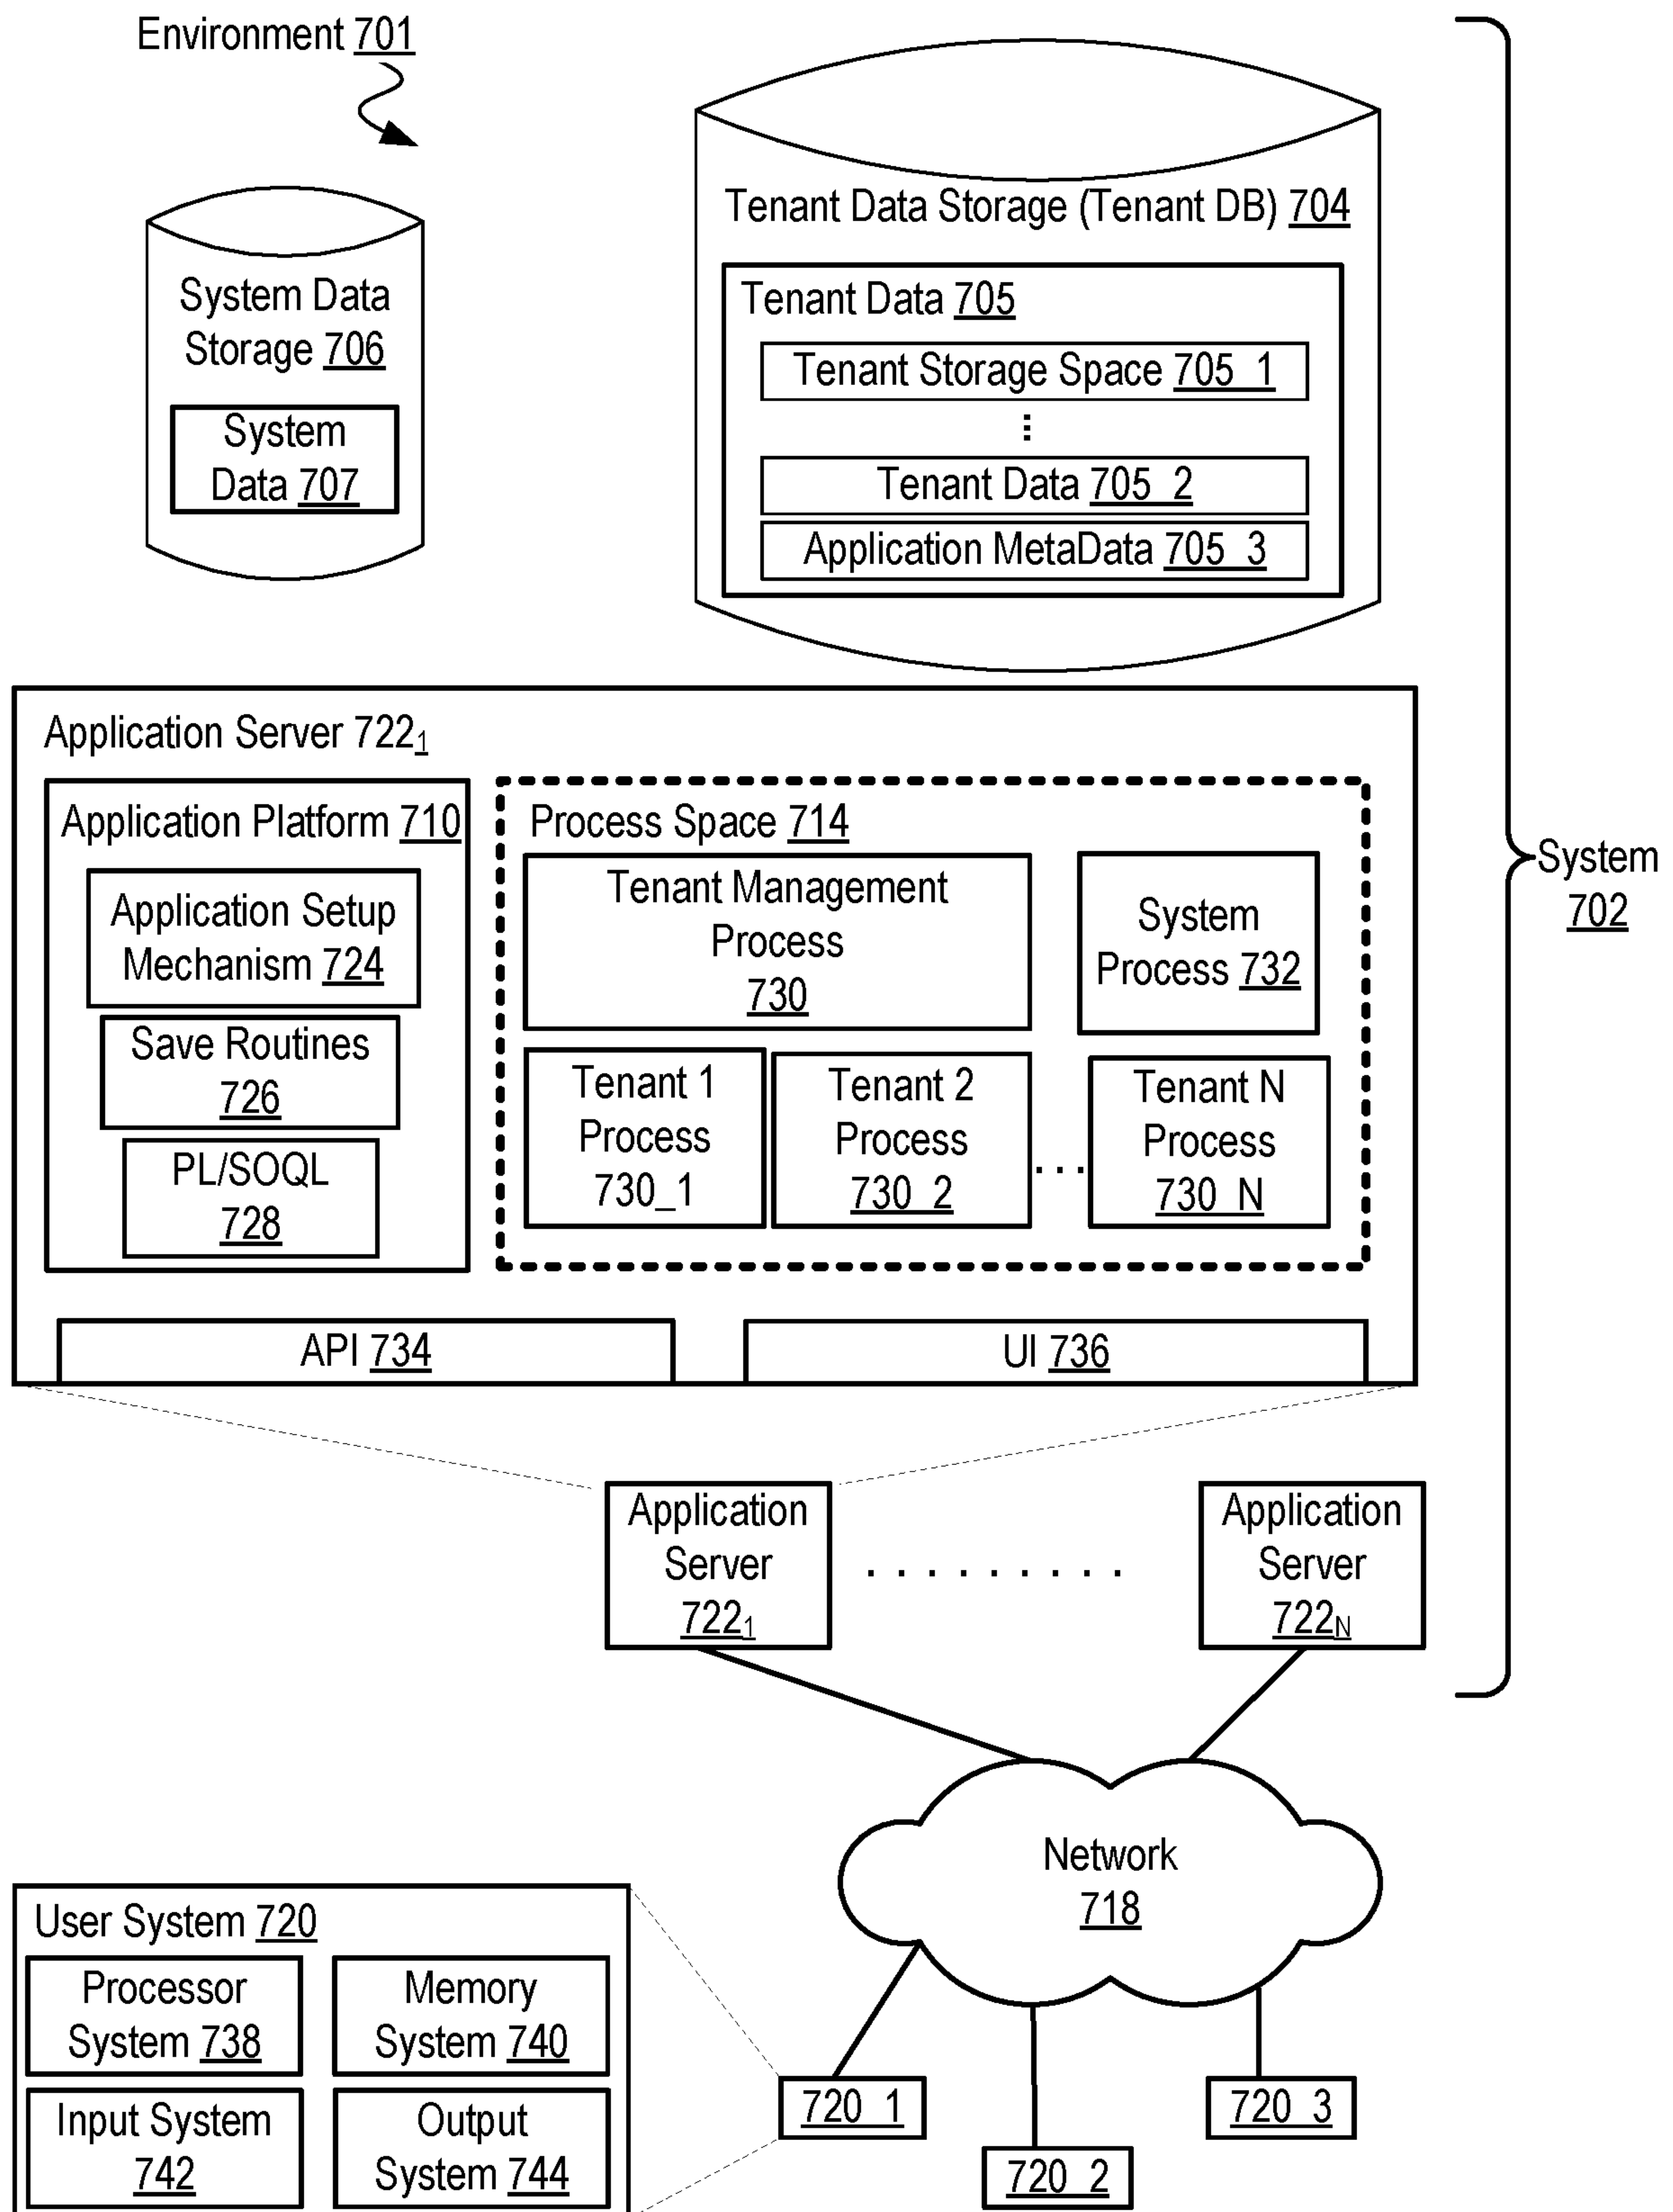 Environment 701
Tenant Data Storage (Tenant DB) 704
System Data
Storage 706
System
Data 707
Tenant Data 705
Tenant Storage Space 705_1
⋮
Tenant Data 705_2
Application MetaData 705_3
System
702
Application Server 722₁
Application Platform 710
Application Setup
Mechanism 724
Save Routines
726
PL/SOQL
728
Process Space 714
Tenant Management
Process
730
System
Process 732
Tenant 1
Process
730_1
Tenant 2
Process
730_2
...
Tenant N
Process
730_N
API 734
UI 736
Application
Server
722₁
. . . . . . . . .
Application
Server
722N
Network
718
User System 720
Processor
System 738
Memory
System 740
Input System
742
Output
System 744
720_1
720_2
720_3